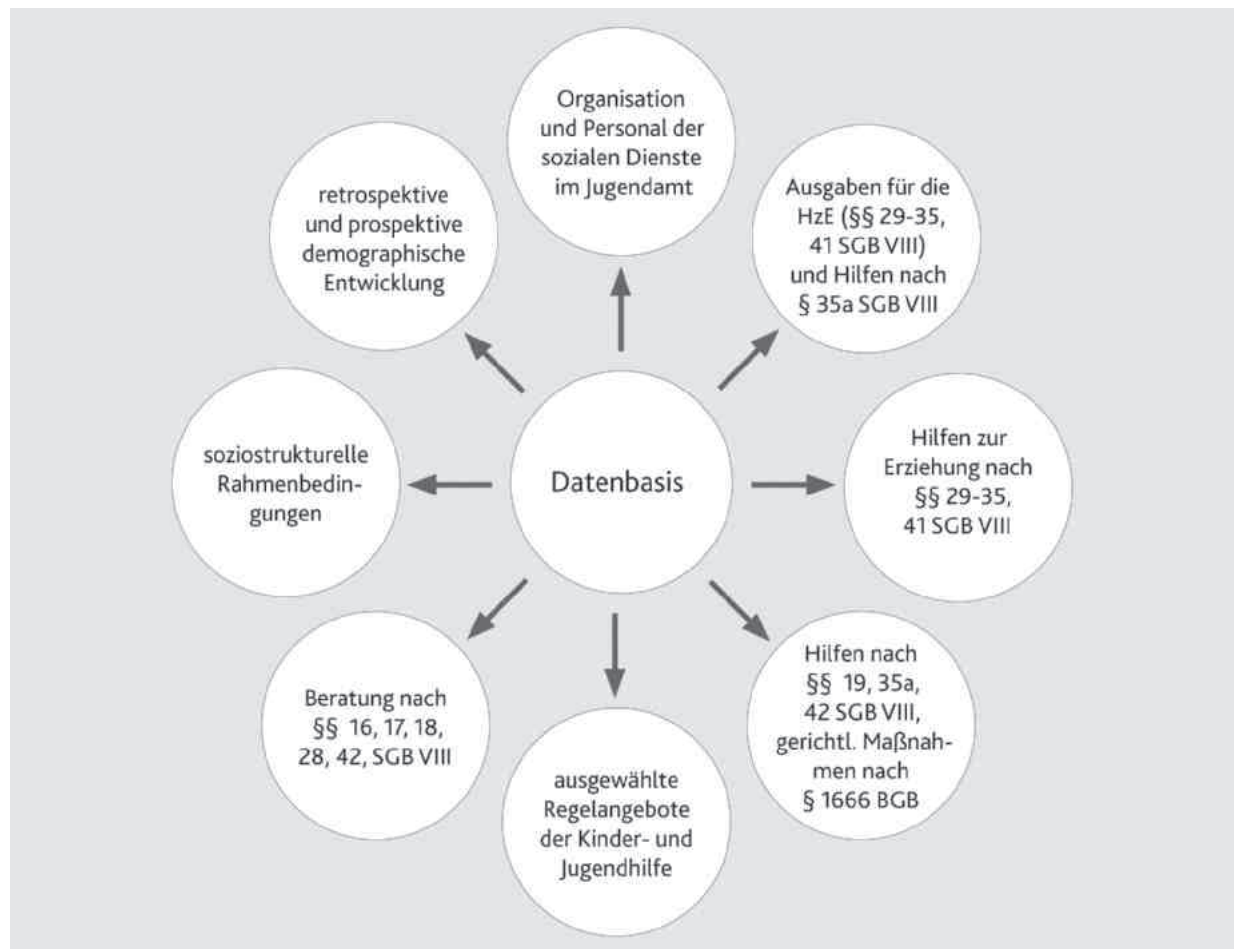 Organisation
und Personal der
sozialen Dienste
im Jugendamt
Ausgaben für die
HzE (§§ 29-35,
41 SGB VIII)
und Hilfen nach
§ 35a SGB VIII
Hilfen zur
Erziehung nach
§§ 29-35,
41 SGB VIII
Hilfen nach
§§ 19, 35a,
42 SGB VIII,
gerichtl. Maßnah-
men nach
§ 1666 BGB
ausgewählte
Regelangebote
der Kinder- und
Jugendhilfe
Beratung nach
§§ 16, 17, 18,
28, 42, SGB VIII
soziostrukturelle
Rahmenbedin-
gungen
retrospektive
und prospektive
demographische
Entwicklung
Datenbasis